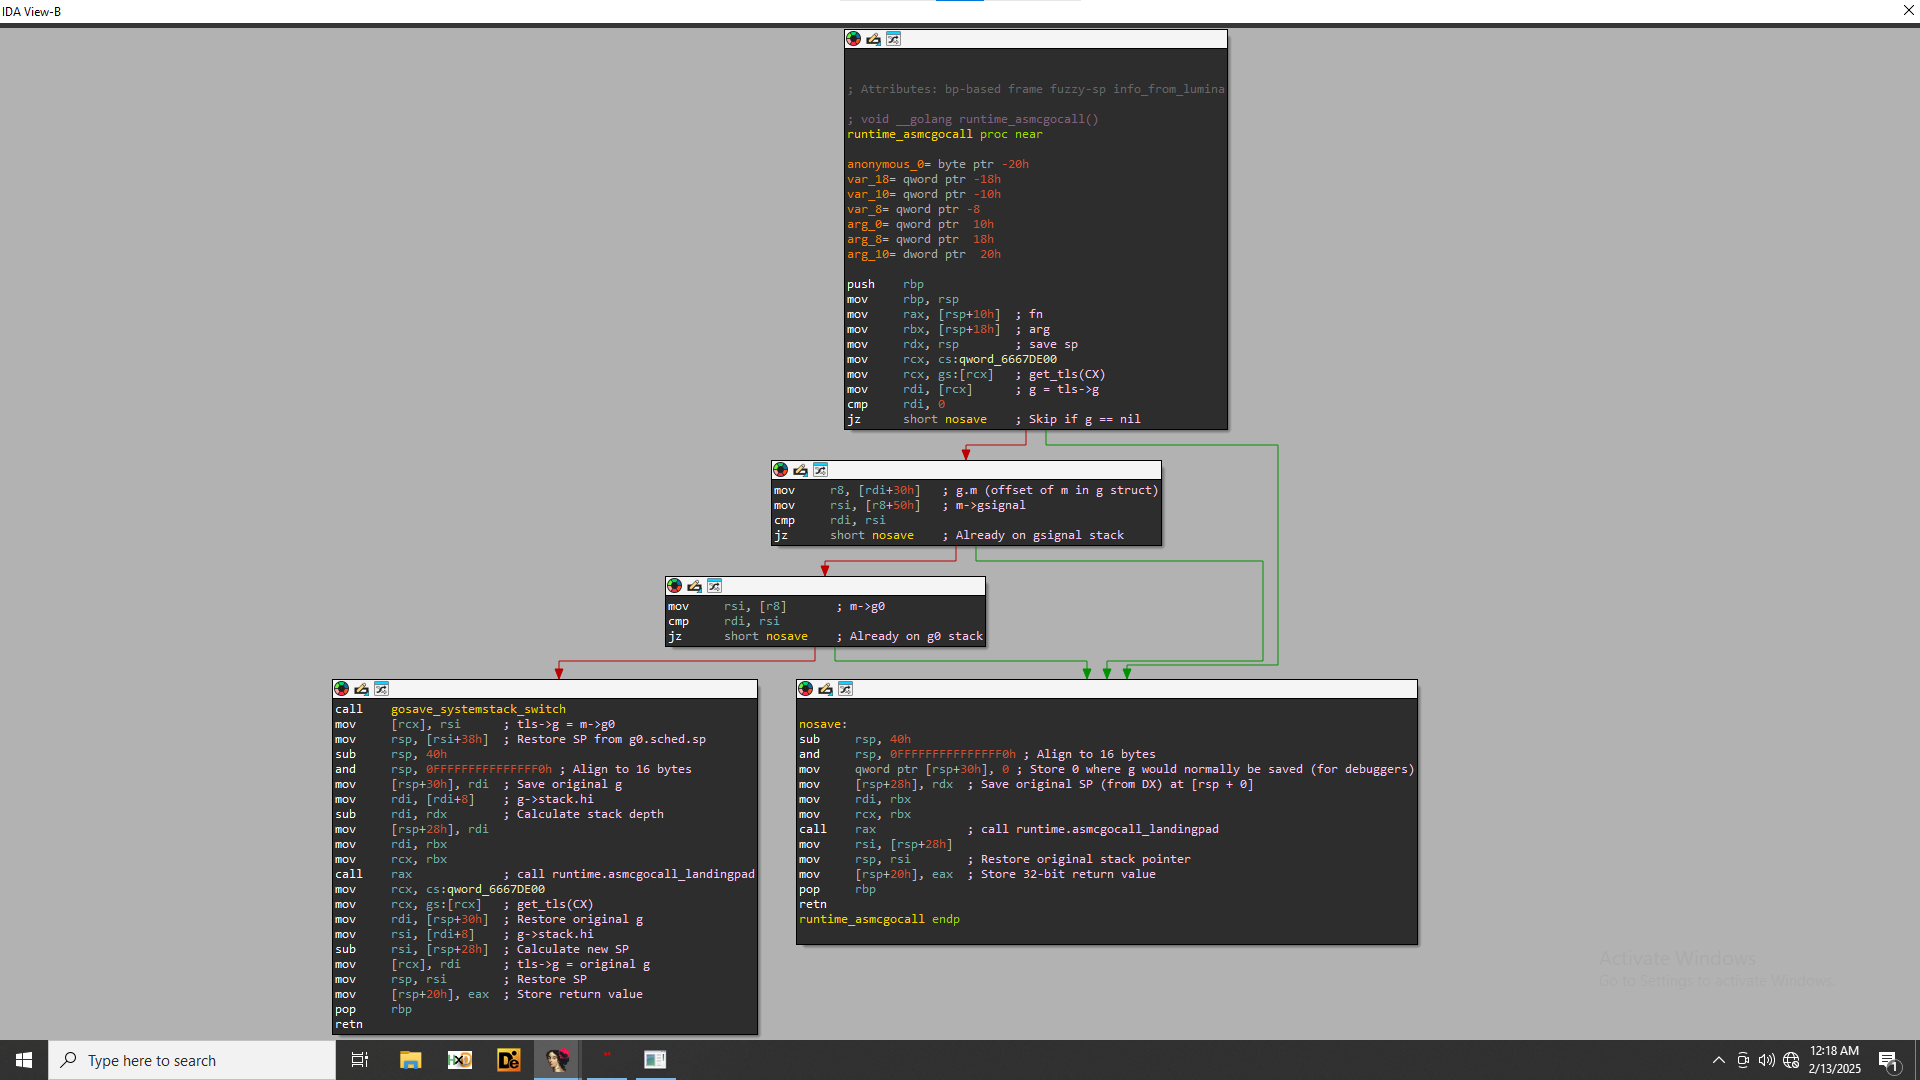 IDA View-B
; Attributes: bp-based frame fuzzy-sp info_from_lumina
; void __golang runtime_asmcgocall()
runtime_asmcgocall proc near
anonymous_0= byte ptr -20h
var_18= qword ptr -18h
var_10= qword ptr -10h
var_8= qword ptr -8
arg_0= qword ptr  10h
arg_8= qword ptr  18h
arg_10= dword ptr  20h
push rbp
mov rbp, rsp
mov rax, [rsp+10h] ; fn
mov rbx, [rsp+18h] ; arg
mov rdx, rsp ; save sp
mov rcx, cs:qword_6667DE00
mov rcx, gs:[rcx] ; get_tls(CX)
mov rdi, [rcx] ; g = tls->g
cmp rdi, 0
jz short nosave ; Skip if g == nil
mov r8, [rdi+30h] ; g.m (offset of m in g struct)
mov rsi, [r8+50h] ; m->gsignal
cmp rdi, rsi
jz short nosave ; Already on gsignal stack
mov rsi, [r8] ; m->g0
cmp rdi, rsi
jz short nosave ; Already on g0 stack
call gosave_systemstack_switch
mov [rcx], rsi ; tls->g = m->g0
mov rsp, [rsi+38h] ; Restore SP from g0.sched.sp
sub rsp, 40h
and rsp, 0FFFFFFFFFFFFFFF0h ; Align to 16 bytes
mov [rsp+30h], rdi ; Save original g
mov rdi, [rdi+8] ; g->stack.hi
sub rdi, rdx ; Calculate stack depth
mov [rsp+28h], rdi
mov rdi, rbx
mov rcx, rbx
call rax ; call runtime.asmcgocall_landingpad
mov rcx, cs:qword_6667DE00
mov rcx, gs:[rcx] ; get_tls(CX)
mov rdi, [rsp+30h] ; Restore original g
mov rsi, [rdi+8] ; g->stack.hi
sub rsi, [rsp+28h] ; Calculate new SP
mov [rcx], rdi ; tls->g = original g
mov rsp, rsi ; Restore SP
mov [rsp+20h], eax ; Store return value
pop rbp
retn
nosave:
sub rsp, 40h
and rsp, 0FFFFFFFFFFFFFFF0h ; Align to 16 bytes
mov qword ptr [rsp+30h], 0 ; Store 0 where g would normally be saved (for debuggers)
mov [rsp+28h], rdx ; Save original SP (from DX) at [rsp + 0]
mov rdi, rbx
mov rcx, rbx
call rax ; call runtime.asmcgocall_landingpad
mov rsi, [rsp+28h]
mov rsp, rsi ; Restore original stack pointer
mov [rsp+20h], eax ; Store 32-bit return value
pop rbp
retn
runtime_asmcgocall endp
Activate Windows
Go to Settings to activate Windows.
Type here to search
HXD
De
12:18 AM
2/13/2025
1